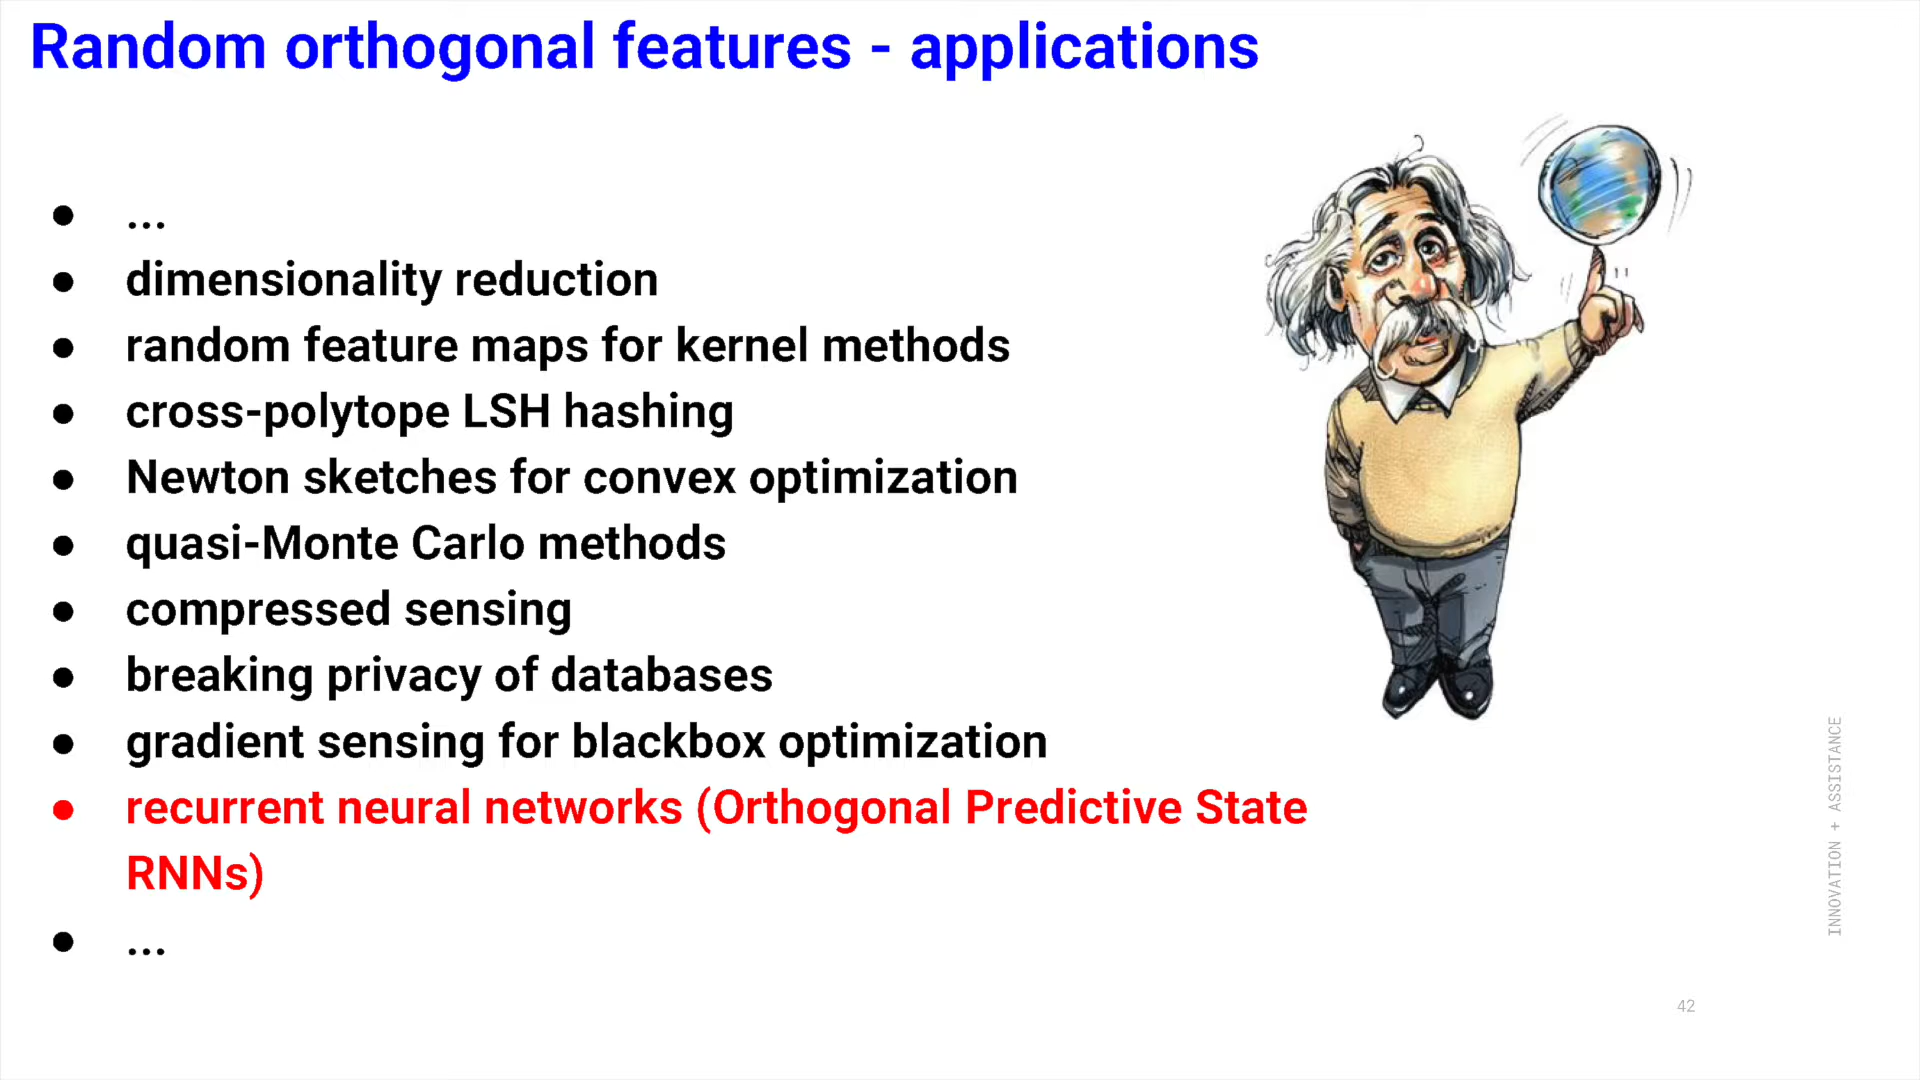 Random orthogonal features - applications
● ...
● dimensionality reduction
● random feature maps for kernel methods
● cross-polytope LSH hashing
● Newton sketches for convex optimization
● quasi-Monte Carlo methods
● compressed sensing
● breaking privacy of databases
● gradient sensing for blackbox optimization
● recurrent neural networks (Orthogonal Predictive State
RNNs)
● ...
INNOVATION + ASSISTANCE
42